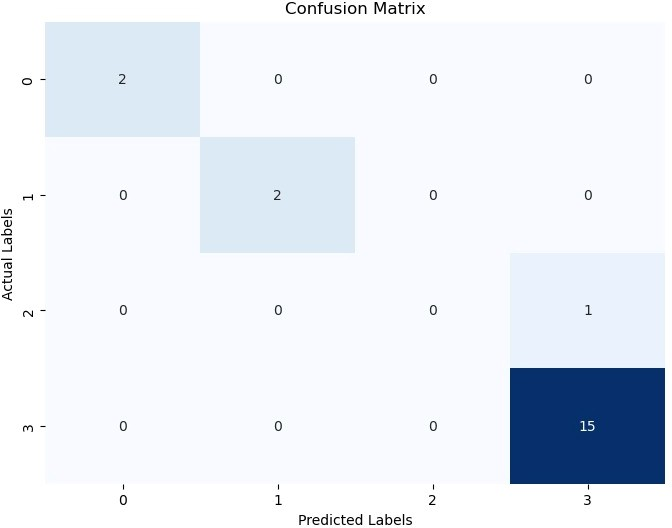 Confusion Matrix
Actual Labels
0 2 0 0 0
1 0 2 0 0
2 0 0 0 1
3 0 0 0 15
0 1 2 3
Predicted Labels